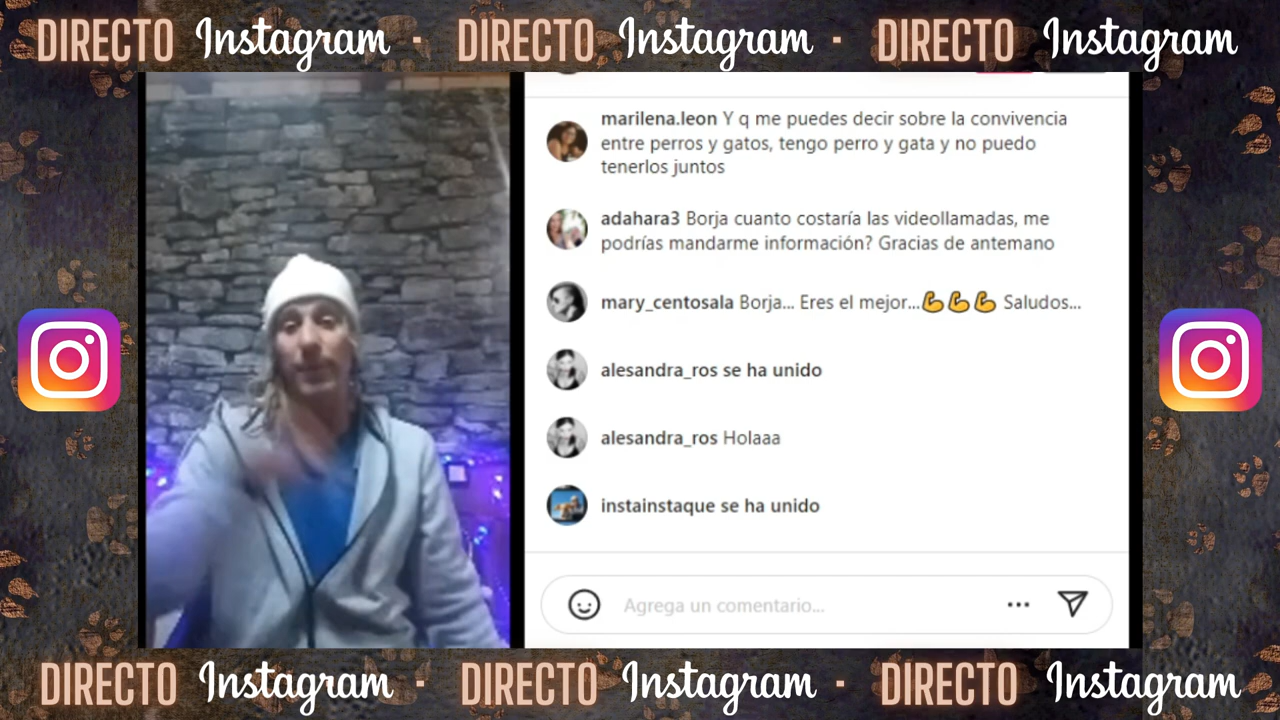 DIRECTO Instagram · DIRECTO Instagram · DIRECTO Instagram
marilena.leon Y q me puedes decir sobre la convivencia
entre perros y gatos, tengo perro y gata y no puedo
tenerlos juntos
adahara3 Borja cuanto costaría las videollamadas, me
podrías mandarme información? Gracias de antemano
mary_centosala Borja... Eres el mejor...💪💪💪 Saludos...
alesandra_ros se ha unido
alesandra_ros Holaaa
instainstaque se ha unido
Agrega un comentario...
DIRECTO Instagram · DIRECTO Instagram · DIRECTO Instagram